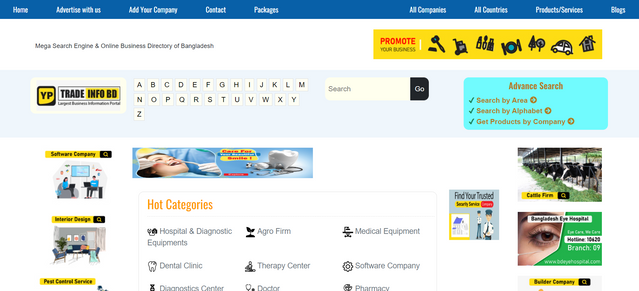 Home
Advertise with us
Add Your Company
Contact
Packages
All Companies
All Countries
Products/Services
Blogs
Mega Search Engine & Online Business Directory of Bangladesh
PROMOTE
YOUR BUSINESS
YP TRADE INFO BD
Largest Business Information Portal
A B C D E F G H I J K L M
N O P Q R S T U V W X Y
Z
Search
Go
Advance Search
Search by Area
Search by Alphabet
Get Products by Company
Software Company
Interior Design
Pest Control Service
Care For
Smile !
Hot Categories
Hospital & Diagnostic
Equipments
Agro Firm
Medical Equipment
Dental Clinic
Therapy Center
Software Company
Diagnostics Center
Doctor
Pharmacy
Find Your Trusted
Security Service Company
Cattle Firm
Bangladesh Eye Hospital
Eye Care, We Care
Hotline: 10620
Branch: 09
www.bdeyehospital.com
Builder Company